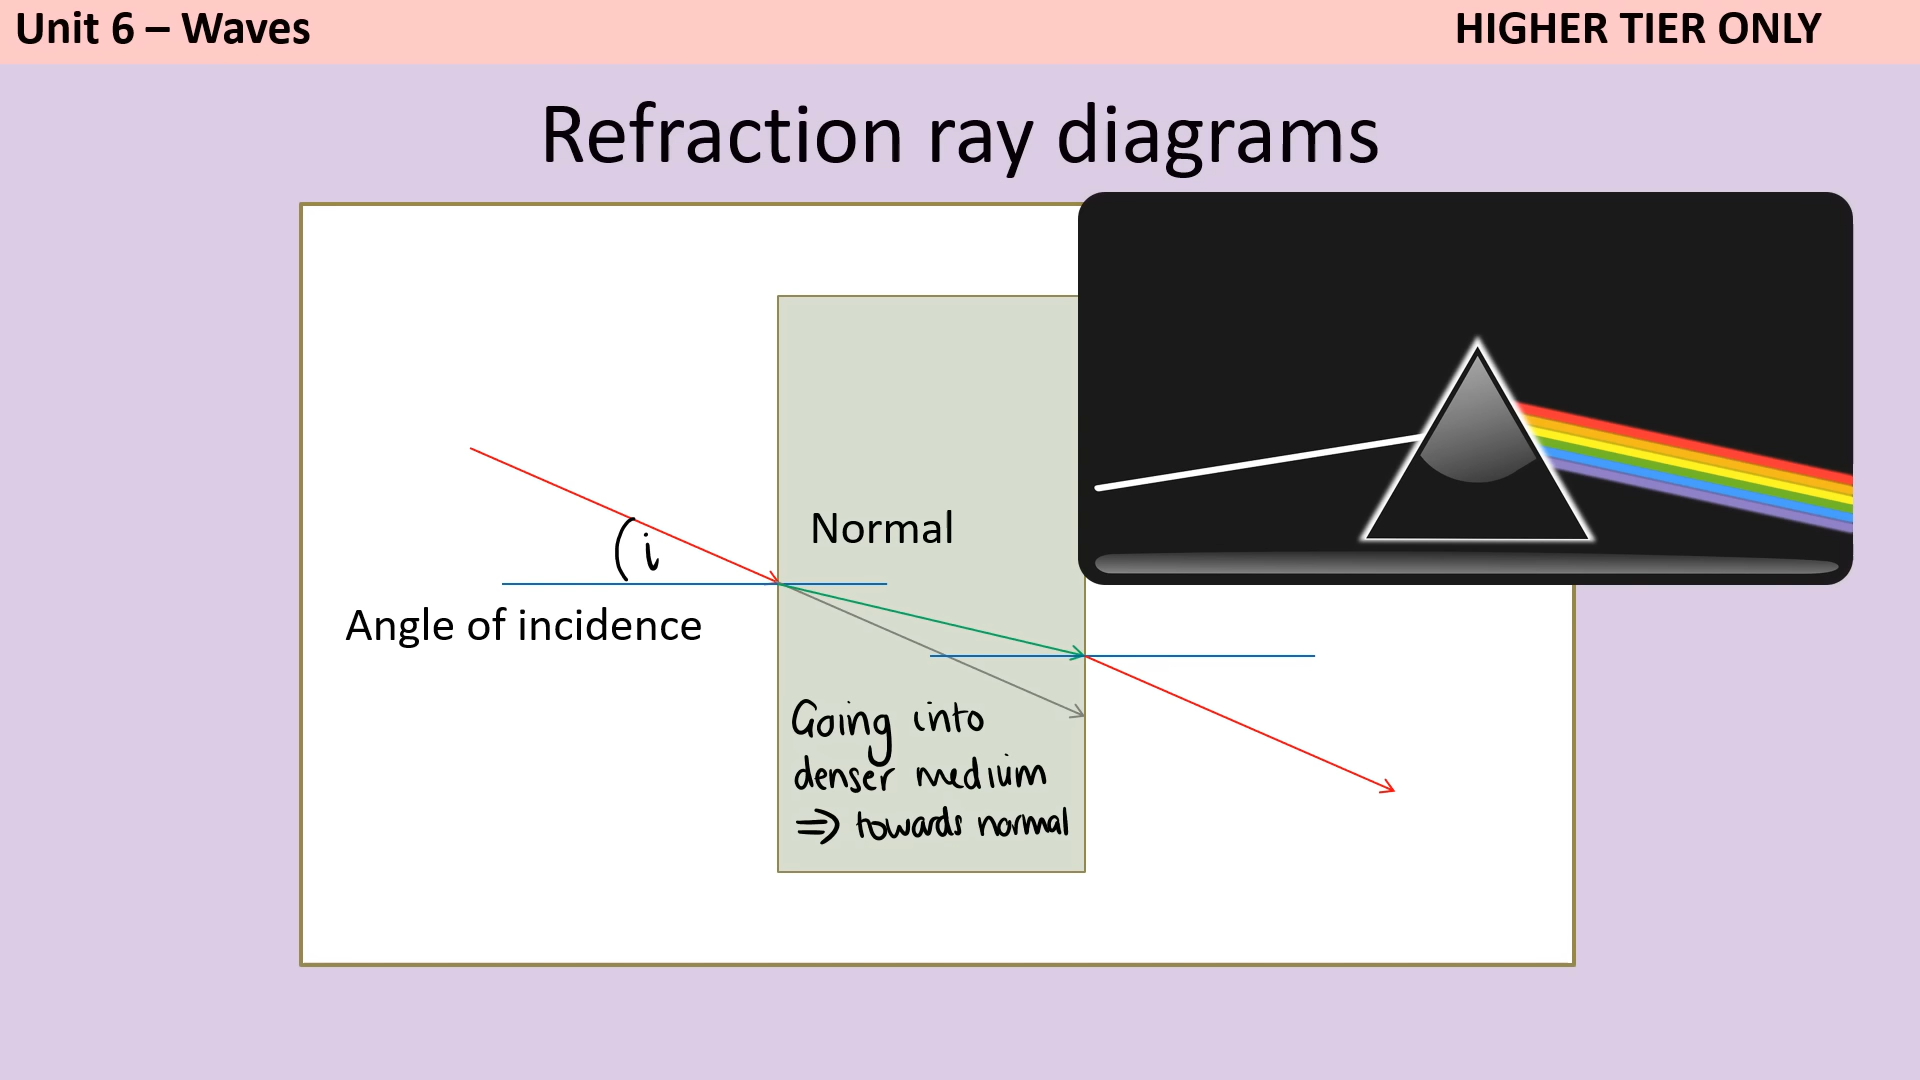 Unit 6 – Waves
HIGHER TIER ONLY
Refraction ray diagrams
Normal
i
Angle of incidence
Going into
denser medium
⇒ towards normal